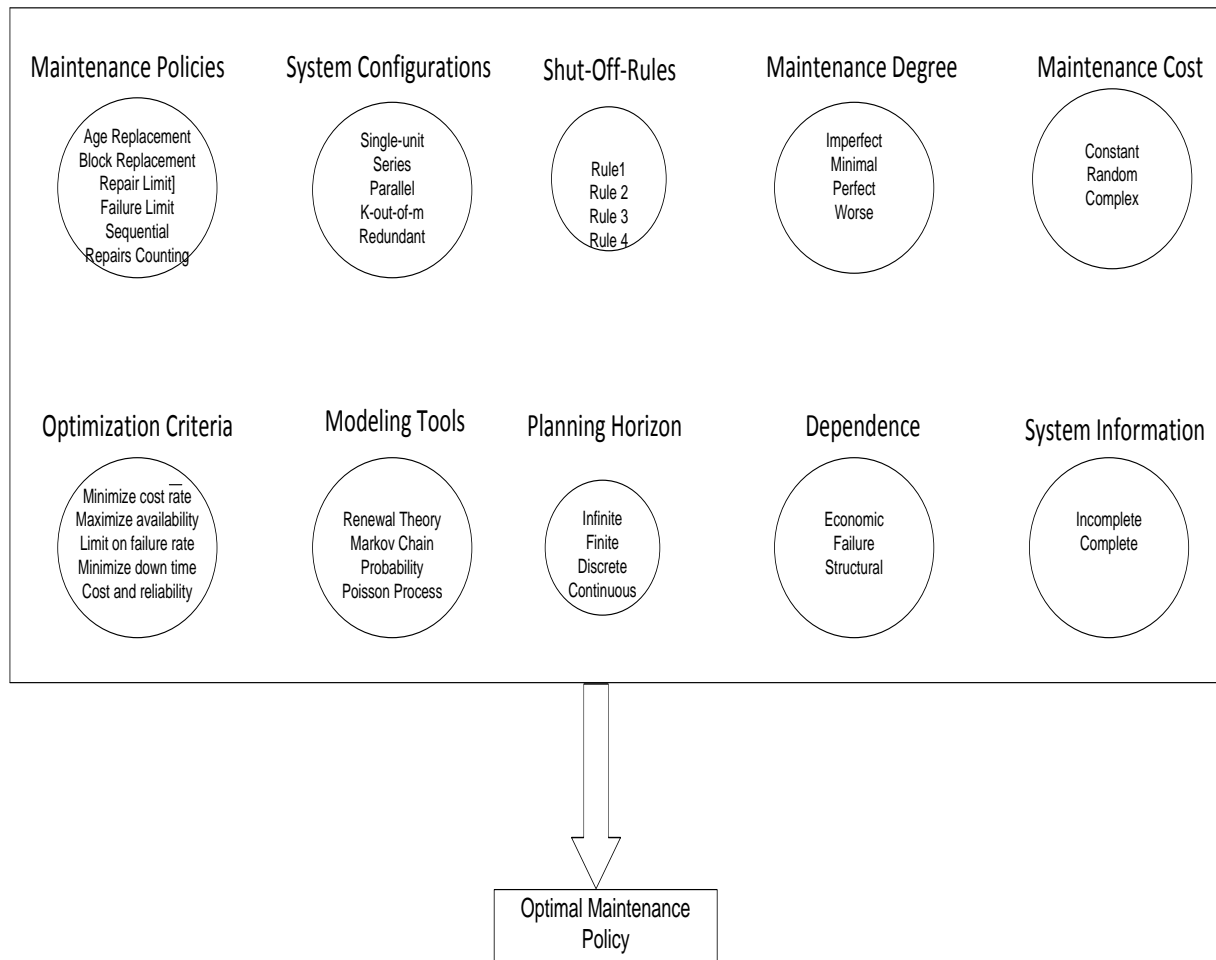 Maintenance Policies
System Configurations
Shut-Off-Rules
Maintenance Degree
Maintenance Cost
Age Replacement
Block Replacement
Repair Limit]
Failure Limit
Sequential
Repairs Counting
Single-unit
Series
Parallel
K-out-of-m
Redundant
Rule1
Rule 2
Rule 3
Rule 4
Imperfect
Minimal
Perfect
Worse
Constant
Random
Complex
Optimization Criteria
Modeling Tools
Planning Horizon
Dependence
System Information
Minimize cost rate
Maximize availability
Limit on failure rate
Minimize down time
Cost and reliability
Renewal Theory
Markov Chain
Probability
Poisson Process
Infinite
Finite
Discrete
Continuous
Economic
Failure
Structural
Incomplete
Complete
Optimal Maintenance
Policy